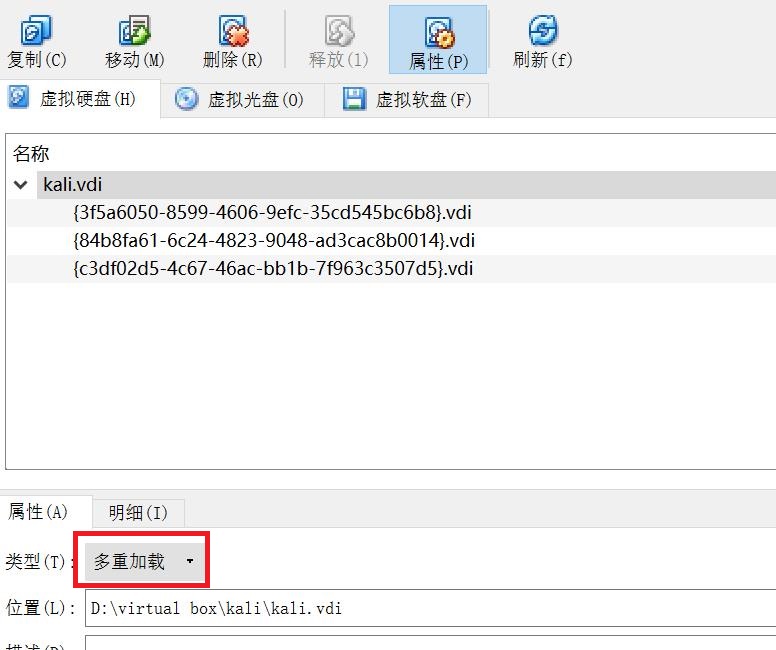 复制(C) 移动(M) 删除(R) 释放(l) 属性(P) 刷新(f)
虚拟硬盘(H) 虚拟光盘(O) 虚拟软盘(F)
名称
kali.vdi
{3f5a6050-8599-4606-9efc-35cd545bc6b8}.vdi
{84b8fa61-6c24-4823-9048-ad3cac8b0014}.vdi
{c3df02d5-4c67-46ac-bb1b-7f963c3507d5}.vdi
属性(A) 明细(I)
类型(T): 多重加载
位置(L): D:\virtual box\kali\kali.vdi